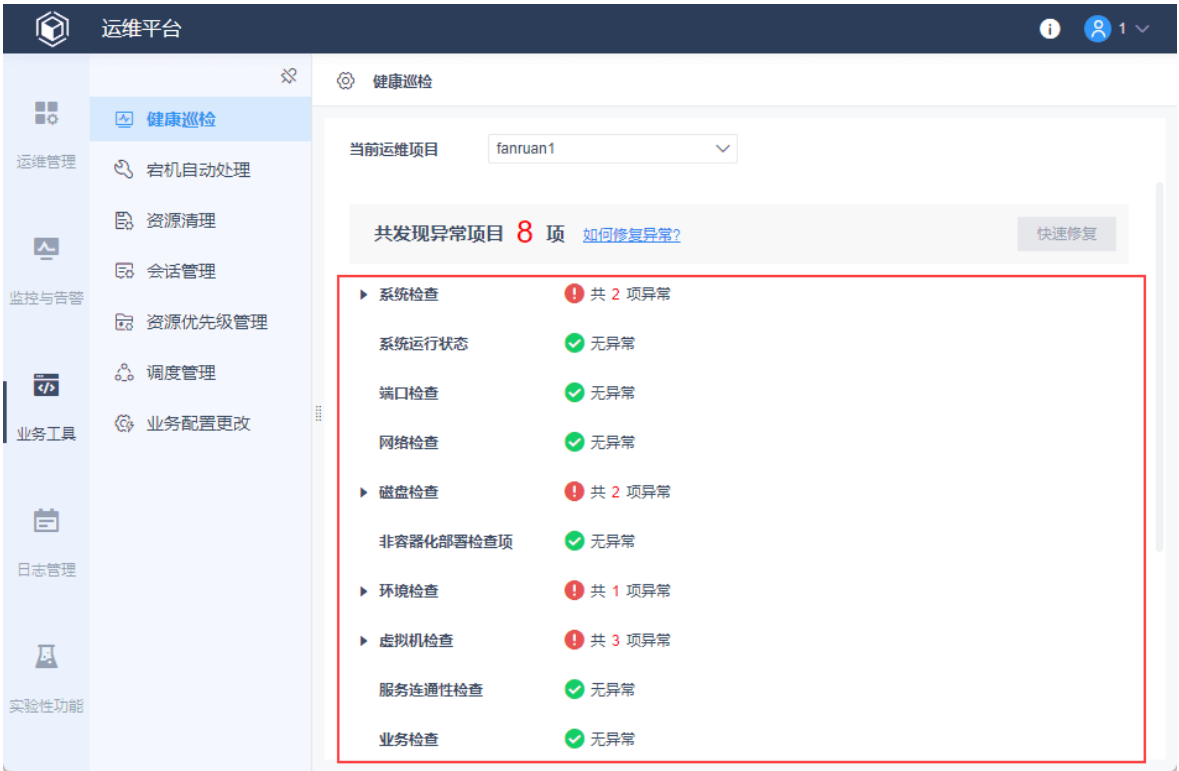 运维平台
1
运维管理
监控与告警
业务工具
日志管理
实验性功能
健康巡检
宕机自动处理
资源清理
会话管理
资源优先级管理
调度管理
业务配置更改
健康巡检
当前运维项目 fanruan1
共发现异常项目 8 项 如何修复异常? 快速修复
系统检查 共 2 项异常
系统运行状态 无异常
端口检查 无异常
网络检查 无异常
磁盘检查 共 2 项异常
非容器化部署检查项 无异常
环境检查 共 1 项异常
虚拟机检查 共 3 项异常
服务连通性检查 无异常
业务检查 无异常